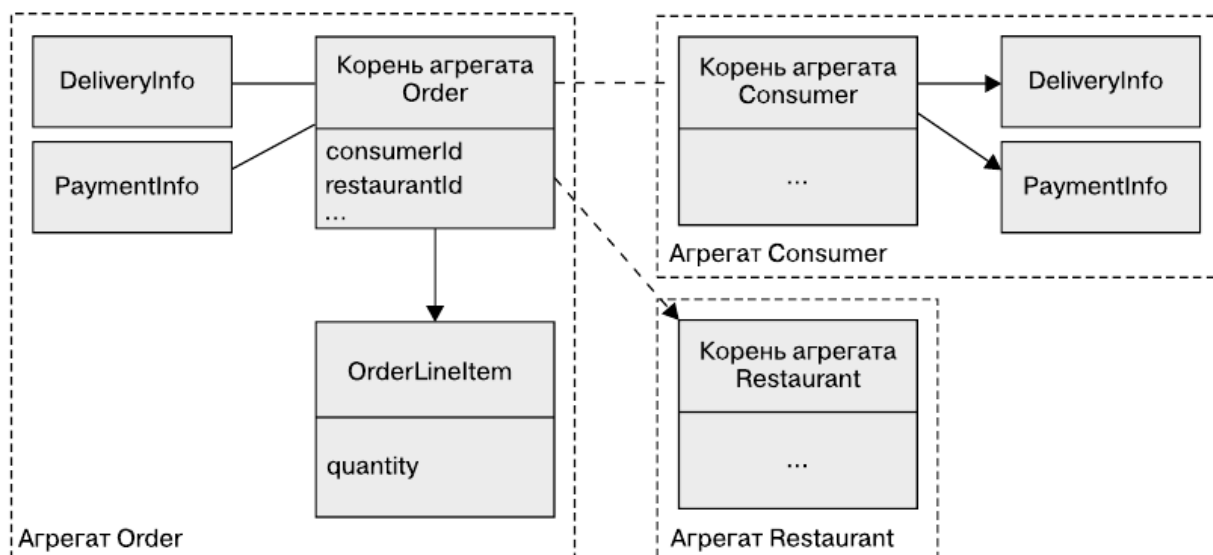 DeliveryInfo
PaymentInfo
Корень агрегата
Order
consumerId
restaurantId
...
OrderLineItem
quantity
Агрегат Order
Корень агрегата
Consumer
...
DeliveryInfo
PaymentInfo
Агрегат Consumer
Корень агрегата
Restaurant
...
Агрегат Restaurant